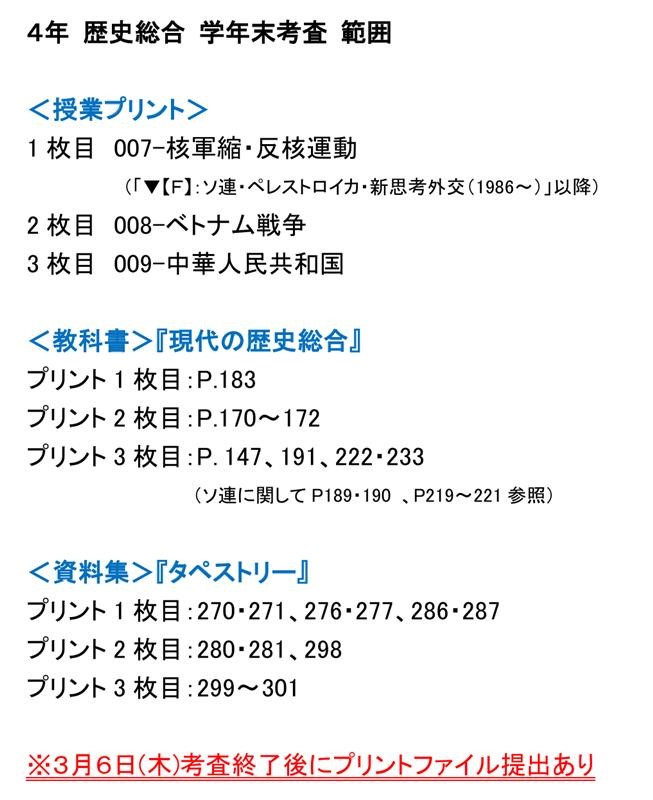 ４年 歴史総合 学年末考査 範囲
＜授業プリント＞
1 枚目 007-核軍縮・反核運動
（「▼【Ｆ】：ソ連・ペレストロイカ・新思考外交（1986～）」以降）
2 枚目 008-ベトナム戦争
3 枚目 009-中華人民共和国
＜教科書＞『現代の歴史総合』
プリント 1 枚目：P.183
プリント 2 枚目：P.170～172
プリント 3 枚目：P. 147、191、222・233
（ソ連に関して P189・190 、P219～221 参照）
＜資料集＞『タペストリー』
プリント 1 枚目：270・271、276・277、286・287
プリント 2 枚目：280・281、298
プリント 3 枚目：299～301
※３月６日(木)考査終了後にプリントファイル提出あり